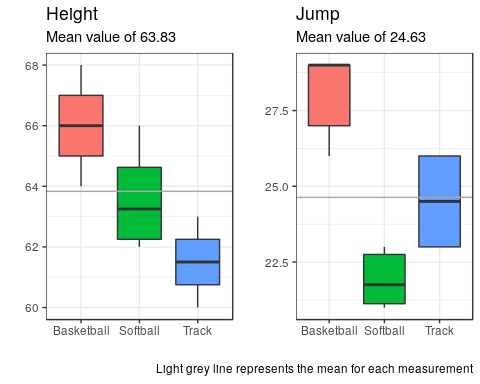 Height
Mean value of 63.83
68
66
64
62
60
Basketball Softball Track
Jump
Mean value of 24.63
27.5
25.0
22.5
Basketball Softball Track
Light grey line represents the mean for each measurement